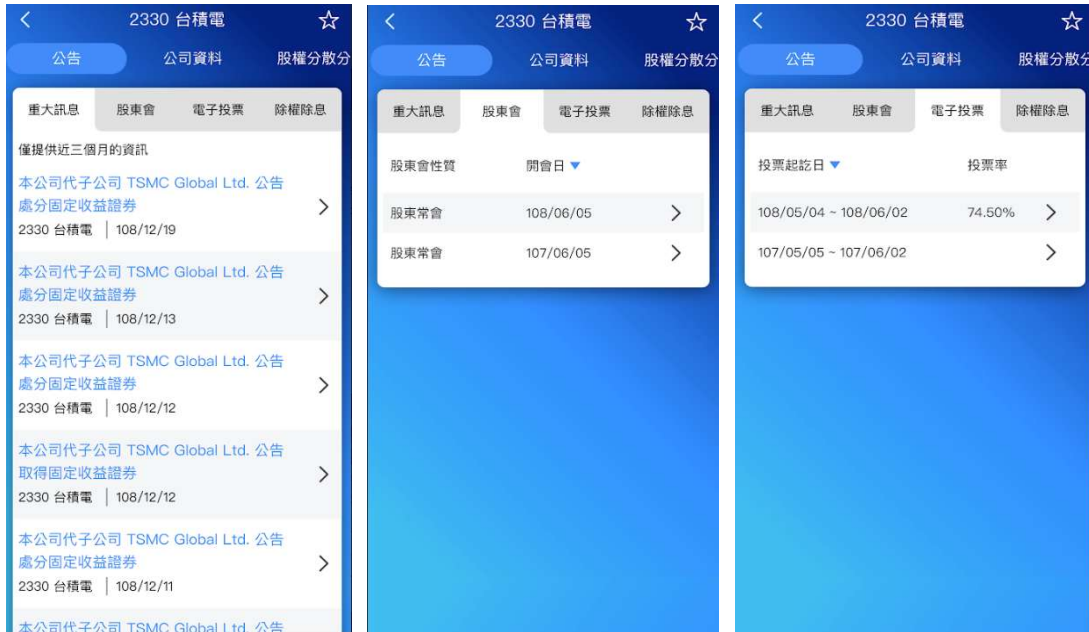 2330 台積電
公告 公司資料 股權分散分
重大訊息 股東會 電子投票 除權除息
僅提供近三個月的資訊
本公司代子公司 TSMC Global Ltd. 公告
處分固定收益證券
2330 台積電 | 108/12/19
本公司代子公司 TSMC Global Ltd. 公告
處分固定收益證券
2330 台積電 | 108/12/13
本公司代子公司 TSMC Global Ltd. 公告
處分固定收益證券
2330 台積電 | 108/12/12
本公司代子公司 TSMC Global Ltd. 公告
取得固定收益證券
2330 台積電 | 108/12/12
本公司代子公司 TSMC Global Ltd. 公告
處分固定收益證券
2330 台積電 | 108/12/11
本公司代子公司 TSMC Global Ltd. 公告
2330 台積電
公告 公司資料 股權分散分
重大訊息 股東會 電子投票 除權除息
股東會性質 開會日
股東常會 108/06/05
股東常會 107/06/05
2330 台積電
公告 公司資料 股權分散分
重大訊息 股東會 電子投票 除權除息
投票起訖日 投票率
108/05/04 ~ 108/06/02 74.50%
107/05/05 ~ 107/06/02